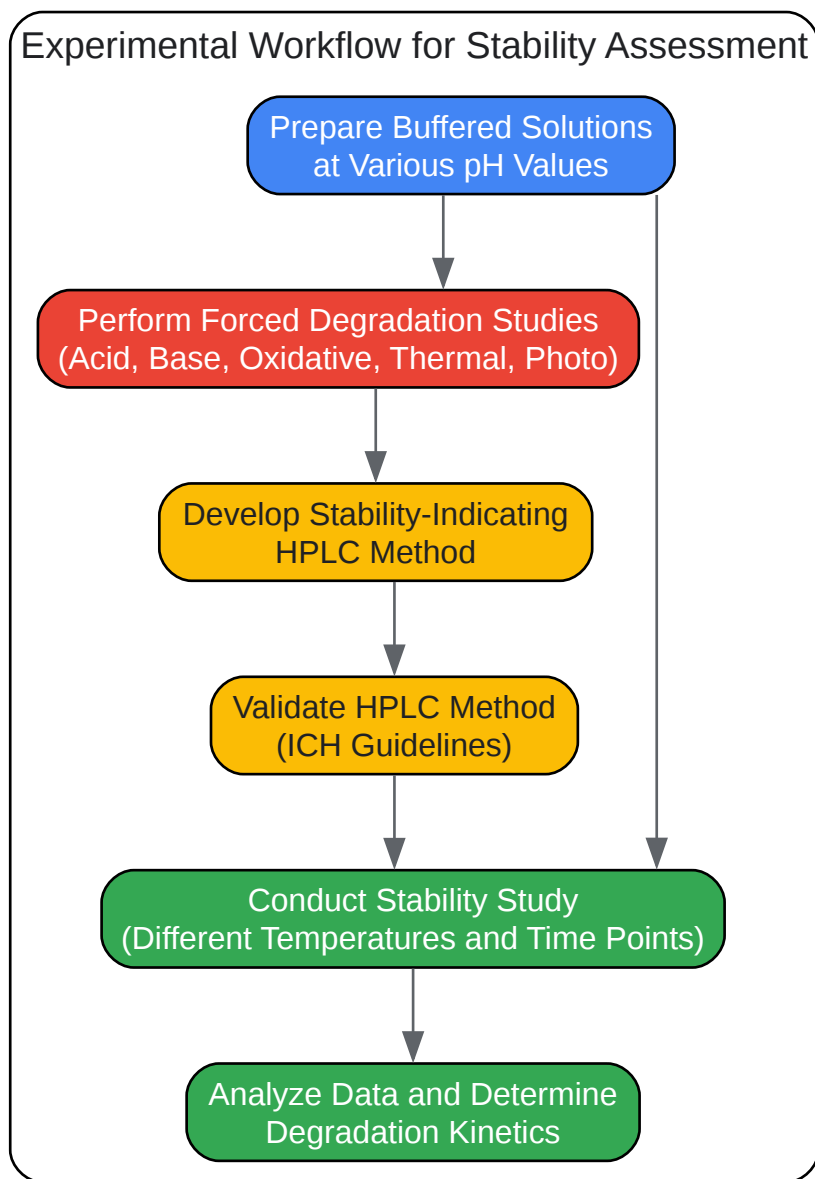 Experimental Workflow for Stability Assessment
Prepare Buffered Solutions
at Various pH Values
Perform Forced Degradation Studies
(Acid, Base, Oxidative, Thermal, Photo)
Develop Stability-Indicating
HPLC Method
Validate HPLC Method
(ICH Guidelines)
Conduct Stability Study
(Different Temperatures and Time Points)
Analyze Data and Determine
Degradation Kinetics